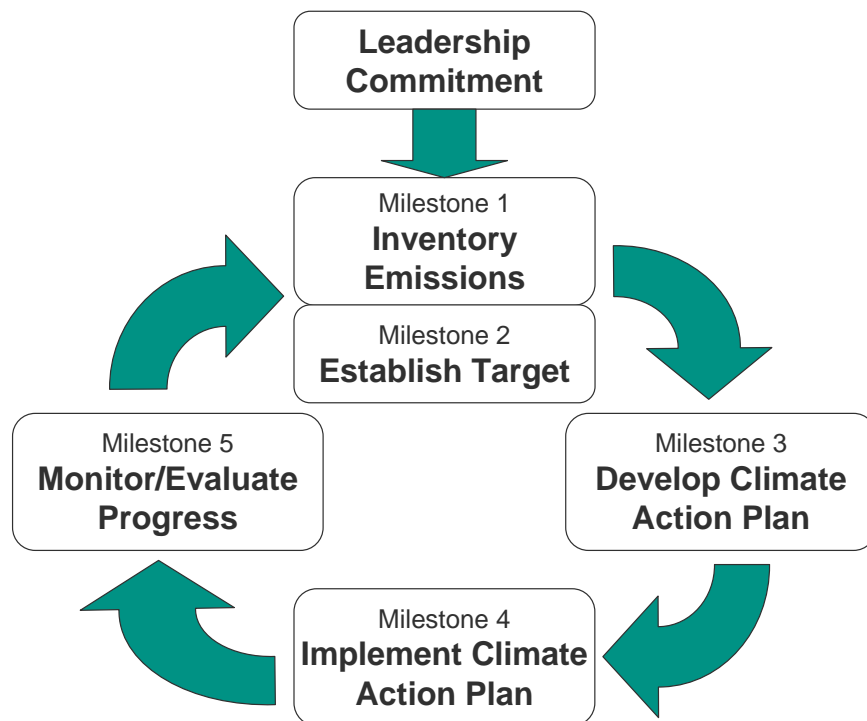 Leadership
Commitment
Milestone 1
Inventory
Emissions
Milestone 2
Establish Target
Milestone 3
Develop Climate
Action Plan
Milestone 4
Implement Climate
Action Plan
Milestone 5
Monitor/Evaluate
Progress